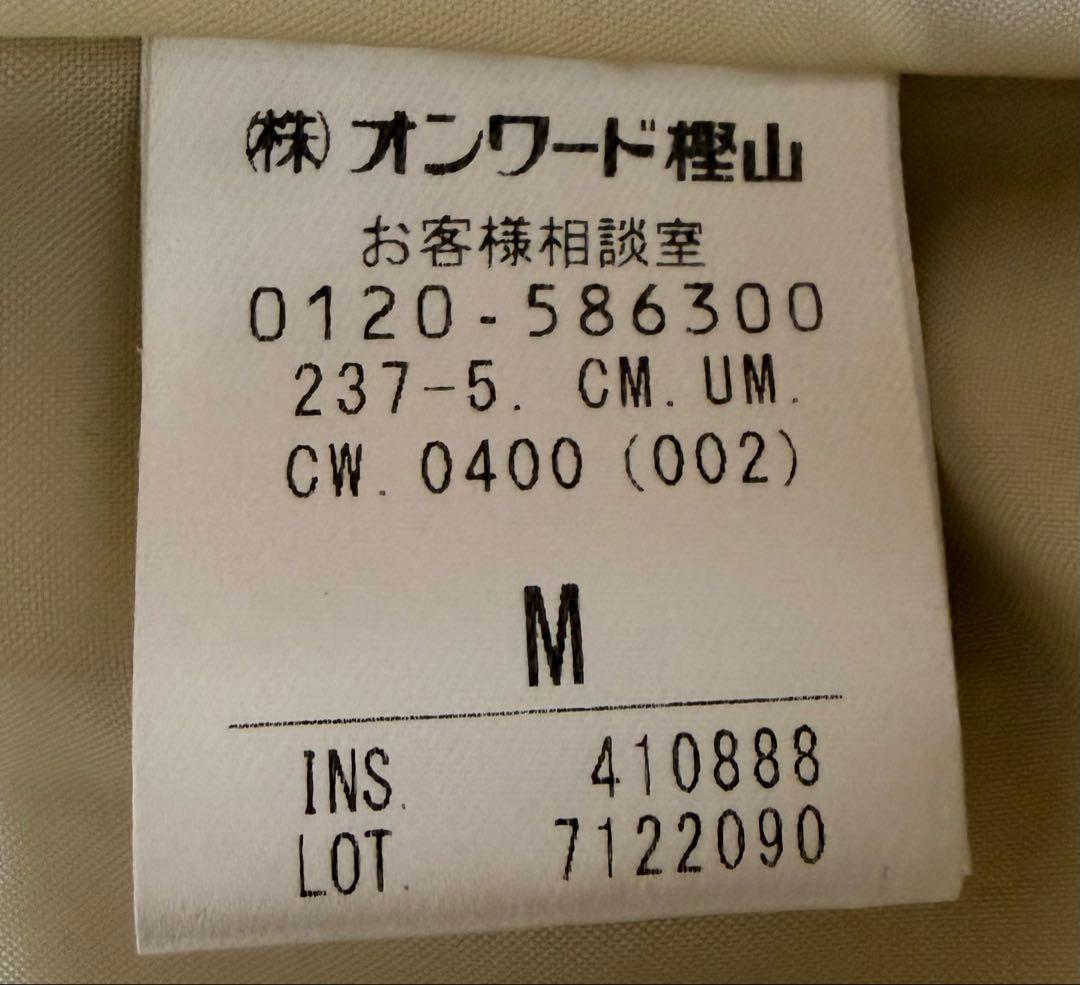 ㈱オンワード樫山
お客様相談室
0120-586300
237-5. CM.UM.
CW.0400(002)
M
INS. 410888
LOT. 7122090